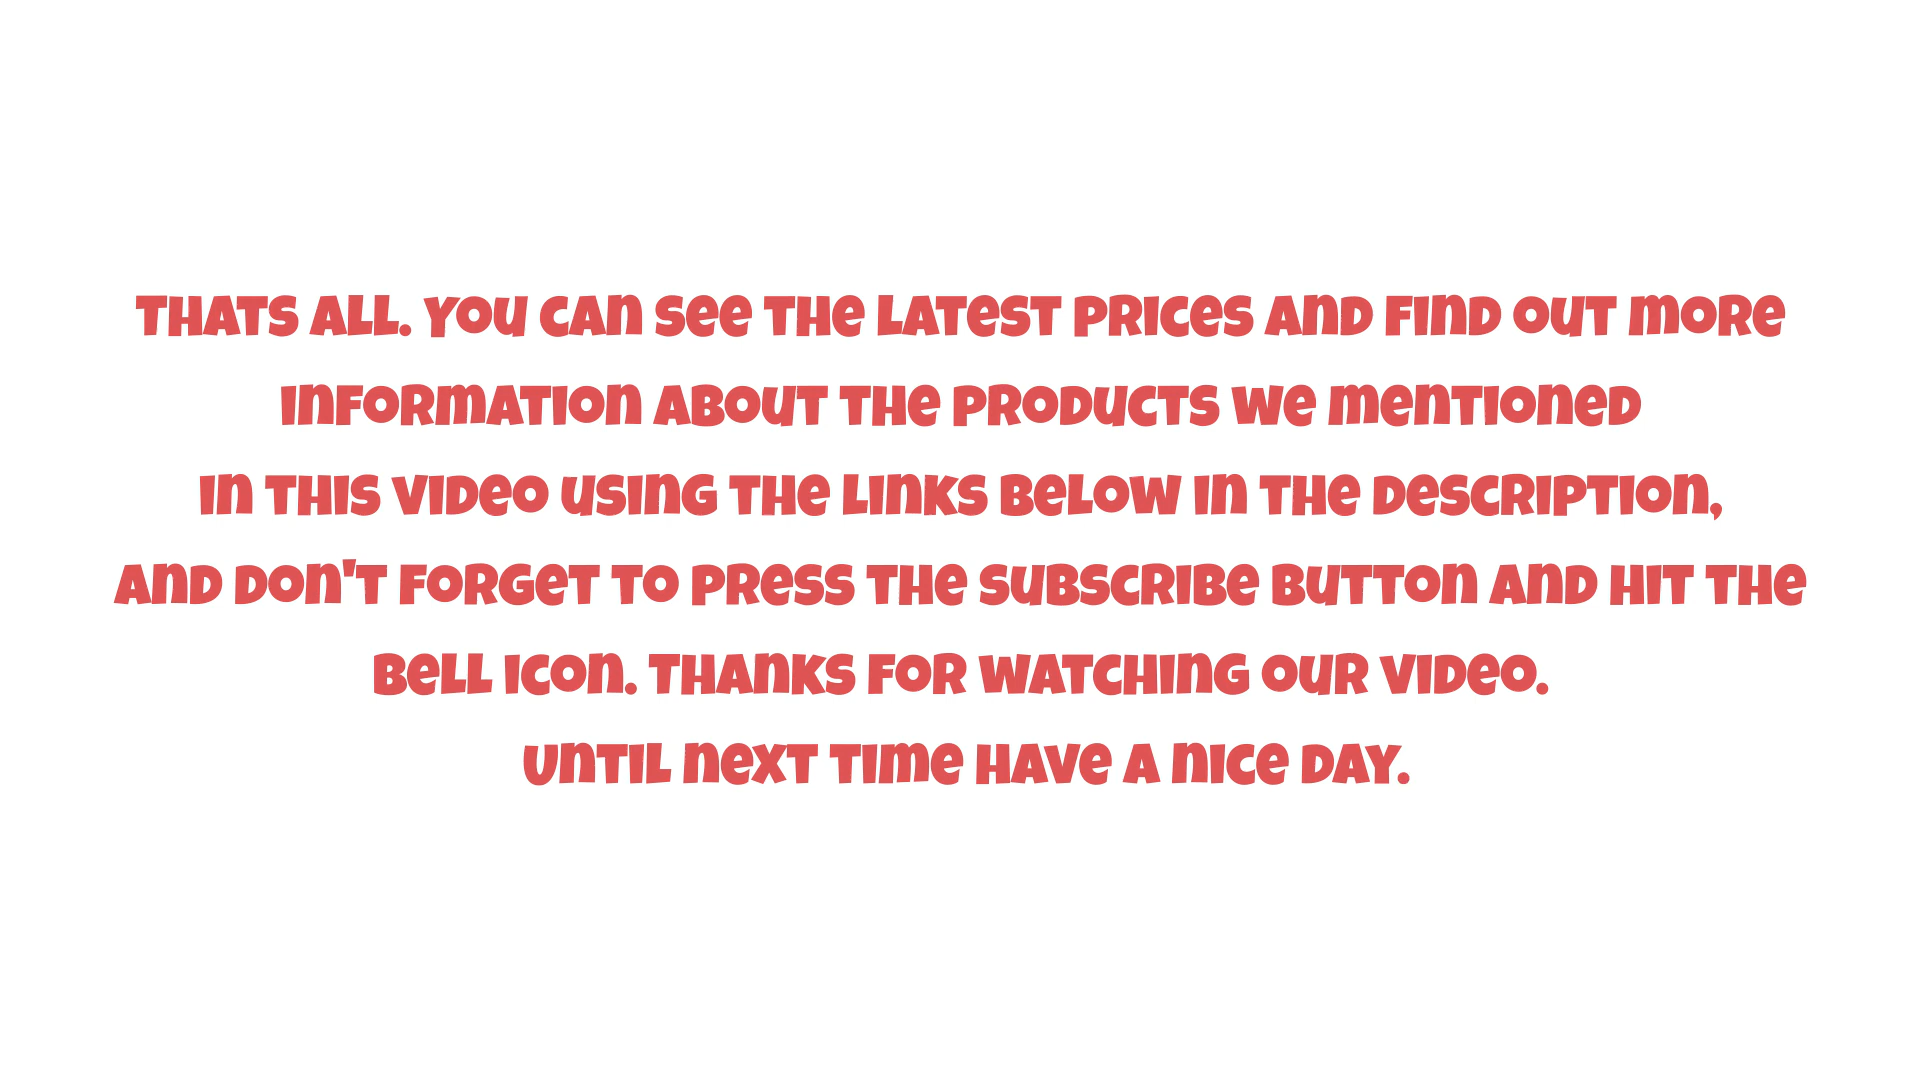 Thats all. You can see the latest prices and find out more
information about the products we mentioned
in this video using the links below in the description,
and don't forget to press the subscribe button and hit the
bell icon. Thanks for watching our video.
Until next time have a nice day.